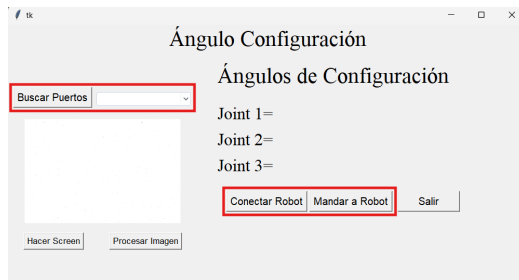 tk
Ángulo Configuración
Ángulos de Configuración
Buscar Puertos
Joint 1=
Joint 2=
Joint 3=
Conectar Robot Mandar a Robot Salir
Hacer Screen Procesar Imagen